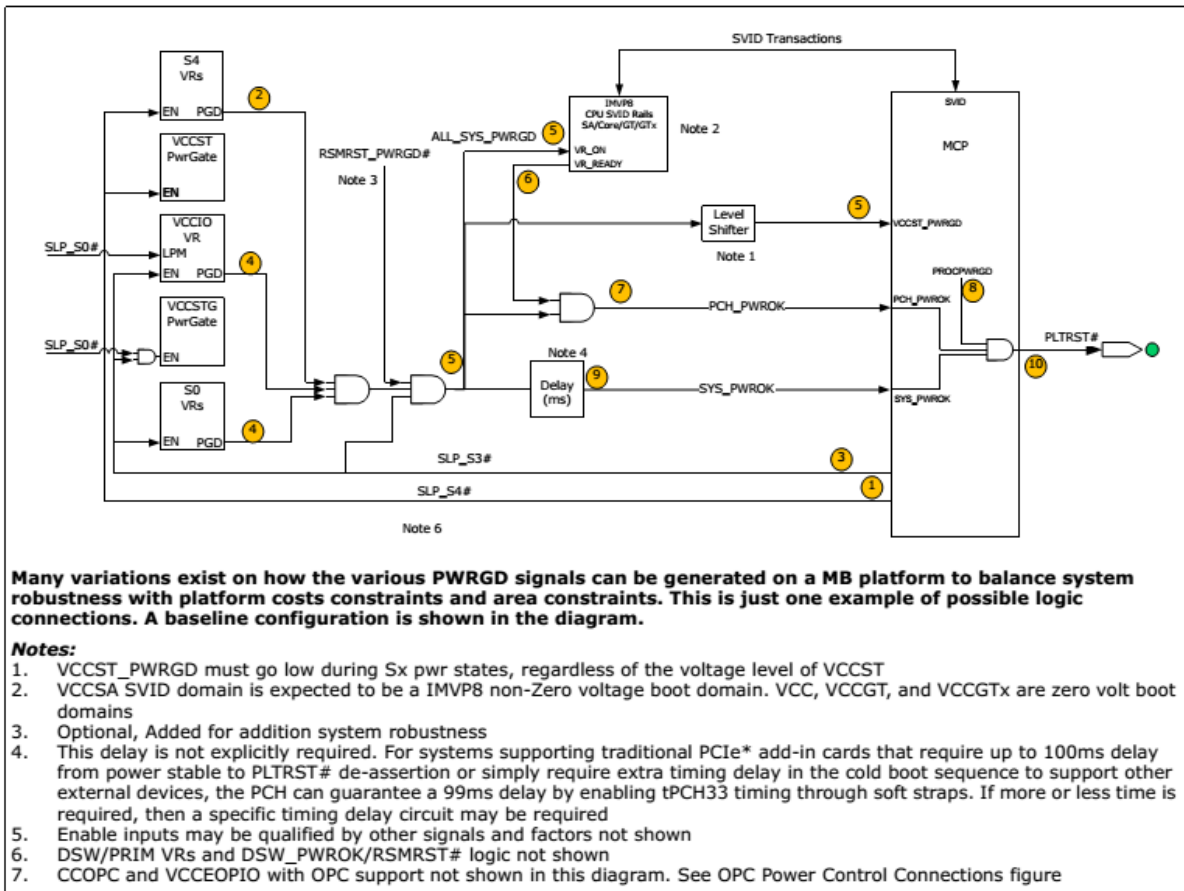 SVID Transactions
S4
VRs
EN PGD
2
VCCST
PwrGate
EN
VCCIO
VR
SLP_S0#
LPM
EN PGD
4
VCCSTG
PwrGate
SLP_S0#
EN
S0
VRs
EN PGD
4
RSMRST_PWRGD#
Note 3
ALL_SYS_PWRGD
5
IMVP8
CPU SVID Rails
SA/Core/GT/GTx
VR_ON
VR_READY
Note 2
6
SVID
MCP
Level
Shifter
Note 1
5
VCCST_PWRGD
PROCPWRGD
8
7
PCH_PWROK
PCH_PWROK
5
Note 4
Delay
(ms)
9
SYS_PWROK
SYS_PWROK
PLTRST#
10
SLP_S3#
3
SLP_S4#
1
Note 6
Many variations exist on how the various PWRGD signals can be generated on a MB platform to balance system
robustness with platform costs constraints and area constraints. This is just one example of possible logic
connections. A baseline configuration is shown in the diagram.
Notes:
1. VCCST_PWRGD must go low during Sx pwr states, regardless of the voltage level of VCCST
2. VCCSA SVID domain is expected to be a IMVP8 non-Zero voltage boot domain. VCC, VCCGT, and VCCGTx are zero volt boot
domains
3. Optional, Added for addition system robustness
4. This delay is not explicitly required. For systems supporting traditional PCIe* add-in cards that require up to 100ms delay
from power stable to PLTRST# de-assertion or simply require extra timing delay in the cold boot sequence to support other
external devices, the PCH can guarantee a 99ms delay by enabling tPCH33 timing through soft straps. If more or less time is
required, then a specific timing delay circuit may be required
5. Enable inputs may be qualified by other signals and factors not shown
6. DSW/PRIM VRs and DSW_PWROK/RSMRST# logic not shown
7. CCOPC and VCCEOPIO with OPC support not shown in this diagram. See OPC Power Control Connections figure